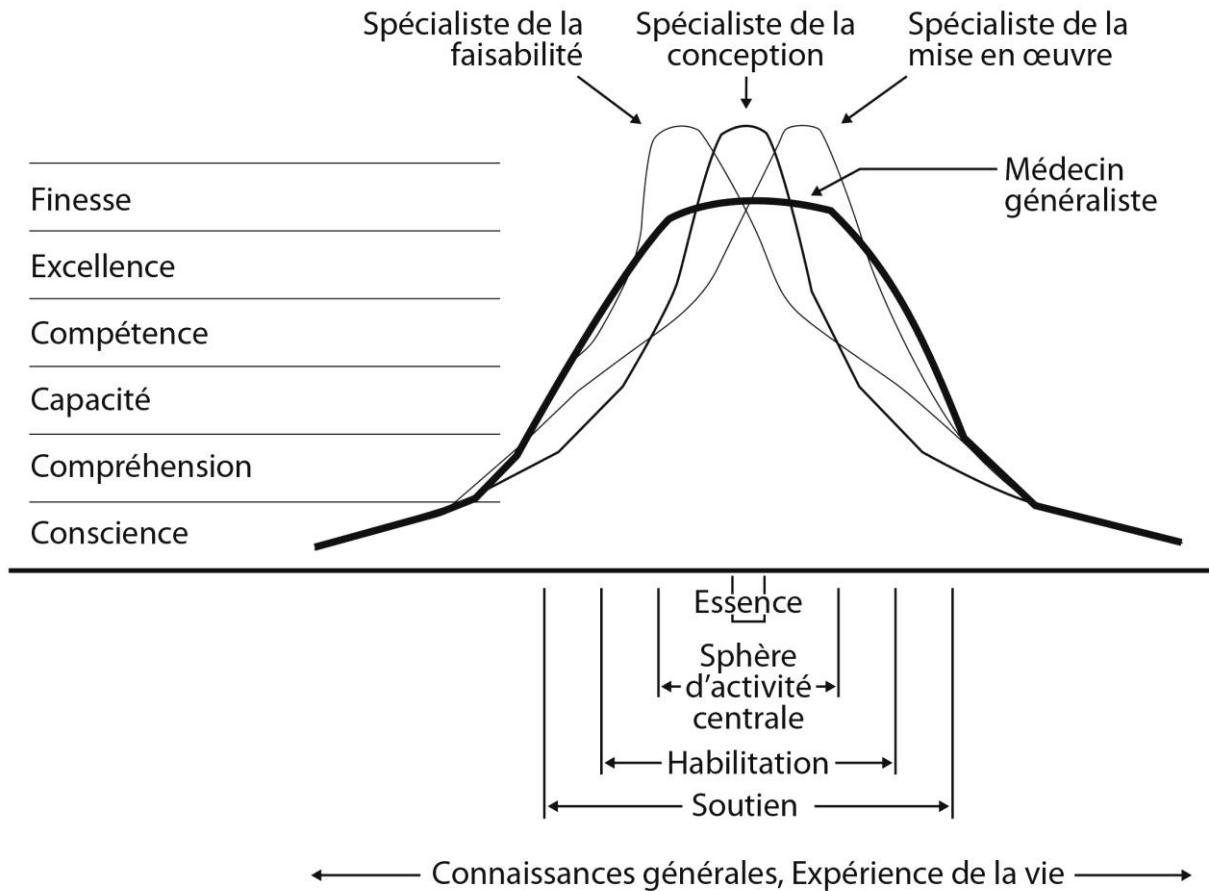 Spécialiste de la
faisabilité
Spécialiste de la
conception
Spécialiste de la
mise en œuvre
Médecin
généraliste
Finesse
Excellence
Compétence
Capacité
Compréhension
Conscience
Essence
Sphère
d'activité
centrale
Habilitation
Soutien
Connaissances générales, Expérience de la vie